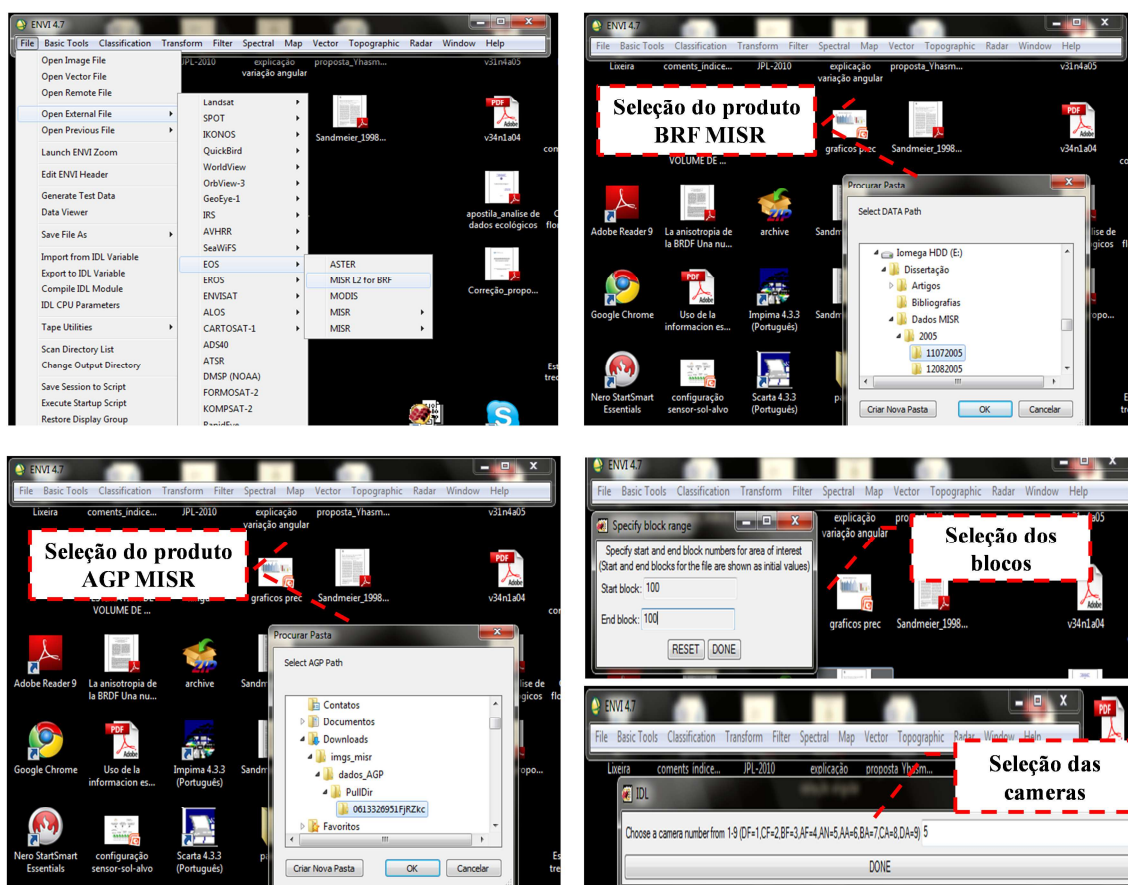 ENVI 4.7
File Basic Tools Classification Transform Filter Spectral Map Vector Topographic Radar Window Help
Open Image File
Open Vector File
Open Remote File
Open External File
Open Previous File
Launch ENVI Zoom
Edit ENVI Header
Generate Test Data
Data Viewer
Save File As
Import from IDL Variable
Export to IDL Variable
Compile IDL Module
IDL CPU Parameters
Tape Utilities
Scan Directory List
Change Output Directory
Save Session to Script
Execute Startup Script
Restore Display Group
Landsat
SPOT
IKONOS
QuickBird
WorldView
OrbView-3
GeoEye-1
IRS
AVHRR
SeaWiFS
EOS
EROS
ENVISAT
ALOS
CARTOSAT-1
ADS40
ATSR
DMSP (NOAA)
FORMOSAT-2
KOMPSAT-2
RapidEye
ASTER
MISR L2 for BRF
MODIS
MISR
MISR
JPL-2010
explicação
variação angular
proposta_Yhasm...
v31n4a05
Sandmeier_1998...
v34n1a04
apostila_analise de
dados ecológicos
Correção_propo...
ENVI 4.7
File Basic Tools Classification Transform Filter Spectral Map Vector Topographic Radar Window Help
Lixeira
coments_indice...
JPL-2010
explicação
variação angular
proposta_Yhasm...
v31n4a05
Seleção do produto
BRF MISR
VOLUME DE ...
graficos prec
Sandmeier_1998...
v34n1a04
Adobe Reader 9
La anisotropia de
la BRDF Una nu...
archive
Google Chrome
Uso de la
informacion es...
Impima 4.3.3
(Português)
Nero StartSmart
Essentials
configuração
sensor-sol-alvo
Scarta 4.3.3
(Português)
Procurar Pasta
Select DATA Path
Iomega HDD (E:)
Dissertação
Artigos
Bibliografias
Dados MISR
2005
11072005
12082005
Criar Nova Pasta
OK
Cancelar
ENVI 4.7
File Basic Tools Classification Transform Filter Spectral Map Vector Topographic Radar Window Help
Lixeira
coments_indice...
JPL-2010
explicação
variação angular
proposta_Yhasm...
v31n4a05
Seleção do produto
AGP MISR
VOLUME DE ...
graficos prec
Sandmeier_1998...
v34n1a04
Adobe Reader 9
La anisotropia de
la BRDF Una nu...
archive
Google Chrome
Uso de la
informacion es...
Impima 4.3.3
(Português)
Nero StartSmart
Essentials
configuração
sensor-sol-alvo
Scarta 4.3.3
(Português)
Procurar Pasta
Select AGP Path
Contatos
Documentos
Downloads
imgs_misr
dados_AGP
PullDir
0613326951FjRZkc
Favoritos
Criar Nova Pasta
OK
Cancelar
ENVI 4.7
File Basic Tools Classification Transform Filter Spectral Map Vector Topographic Radar Window Help
Specify block range
Specify start and end block numbers for area of interest
(Start and end blocks for the file are shown as initial values)
Start block: 100
End block: 100
RESET DONE
explicação
variação angular
Seleção dos
blocos
graficos prec
Sandmeier_1998...
v34n1a04
ENVI 4.7
File Basic Tools Classification Transform Filter Spectral Map Vector Topographic Radar Window Help
Lixeira
coments indice...
JPL-2010
explicação
proposta Yhasm...
Seleção das
cameras
IDL
Choose a camera number from 1-9 (DF=1,CF=2,BF=3,AF=4,AN=5,AA=6,BA=7,CA=8,DA=9) 5
DONE